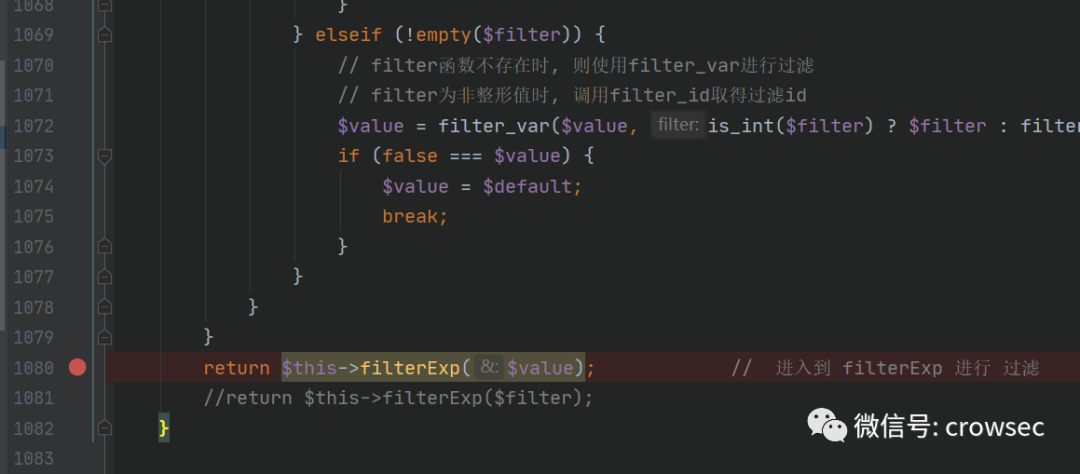 1068 }
1069 } elseif (!empty($filter)) {
1070 // filter函数不存在时, 则使用filter_var进行过滤
1071 // filter为非整形值时, 调用filter_id取得过滤id
1072 $value = filter_var($value, filter: is_int($filter) ? $filter : filter
1073 if (false === $value) {
1074 $value = $default;
1075 break;
1076 }
1077 }
1078 }
1079 }
1080 return $this->filterExp( &: $value); // 进入到 filterExp 进行 过滤
1081 //return $this->filterExp($filter);
1082 }
1083
微信号: crowsec